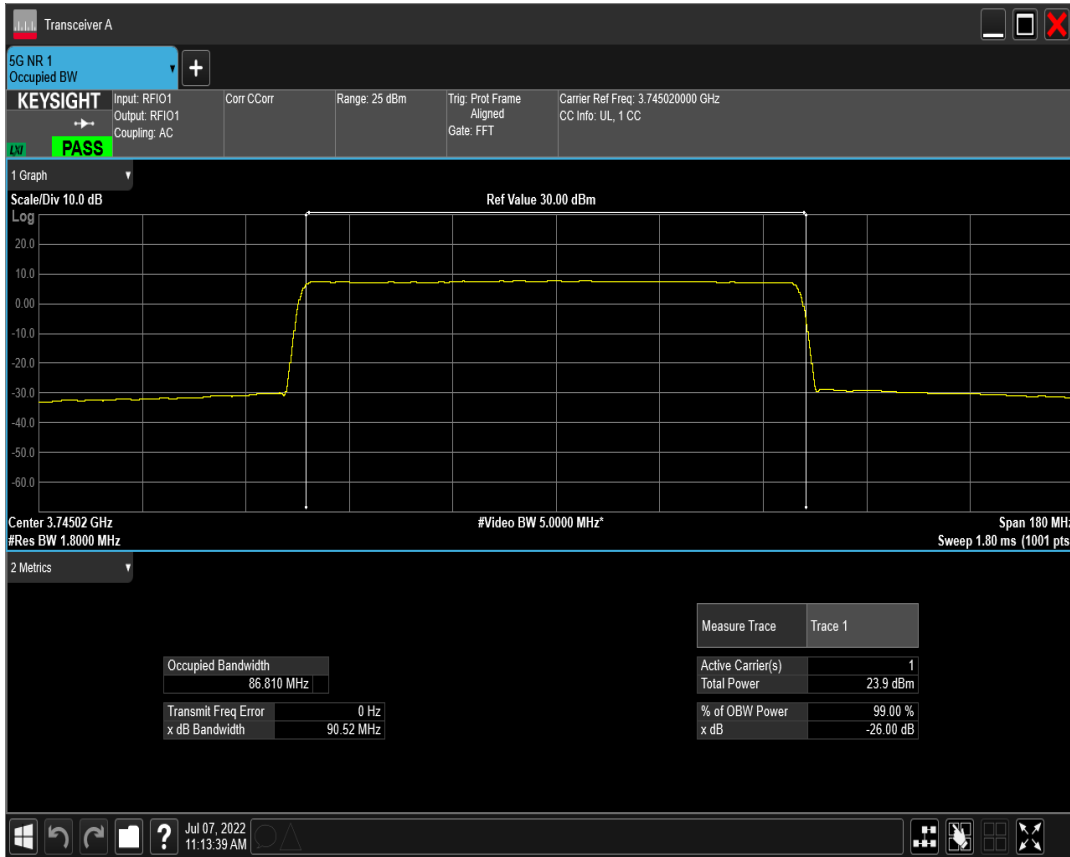 Transceiver A
5G NR 1
Occupied BW
KEYSIGHT
LXI
PASS
Input: RFIO1
Output: RFIO1
Coupling: AC
Corr CCorr
Range: 25 dBm
Trig: Prot Frame
Aligned
Gate: FFT
Carrier Ref Freq: 3.745020000 GHz
CC Info: UL, 1 CC
1 Graph
Scale/Div 10.0 dB
Ref Value 30.00 dBm
Log
20.0
10.0
0.00
-10.0
-20.0
-30.0
-40.0
-50.0
-60.0
Center 3.74502 GHz
#Video BW 5.0000 MHz*
Span 180 MHz
#Res BW 1.8000 MHz
Sweep 1.80 ms (1001 pts
2 Metrics
Measure Trace Trace 1
Occupied Bandwidth
86.810 MHz
Active Carrier(s) 1
Total Power 23.9 dBm
Transmit Freq Error 0 Hz
x dB Bandwidth 90.52 MHz
% of OBW Power 99.00 %
x dB -26.00 dB
?
Jul 07, 2022
11:13:39 AM